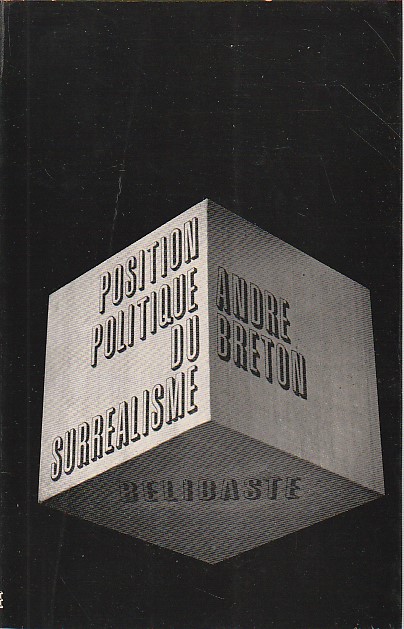 POSITION
POLITIQUE
DU
SURREALISME
ANDRE
BRETON
BELIBASTE